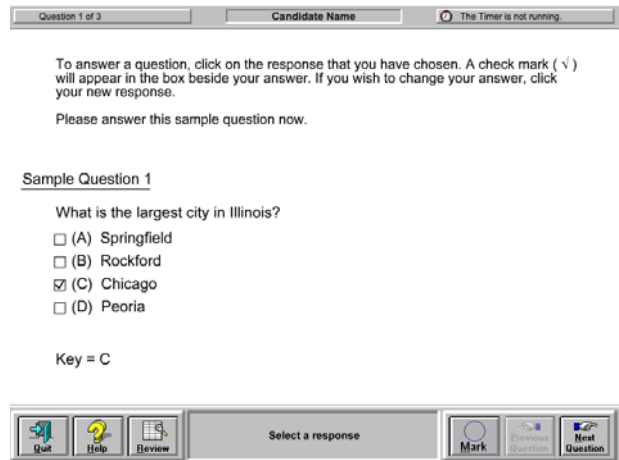 Question 1 of 3
Candidate Name
The Timer is not running.
To answer a question, click on the response that you have chosen. A check mark ( √ )
will appear in the box beside your answer. If you wish to change your answer, click
your new response.
Please answer this sample question now.
Sample Question 1
What is the largest city in Illinois?
(A) Springfield
(B) Rockford
(C) Chicago
(D) Peoria
Key = C
Quit
Help
Review
Select a response
Mark
Previous
Question
Next
Question